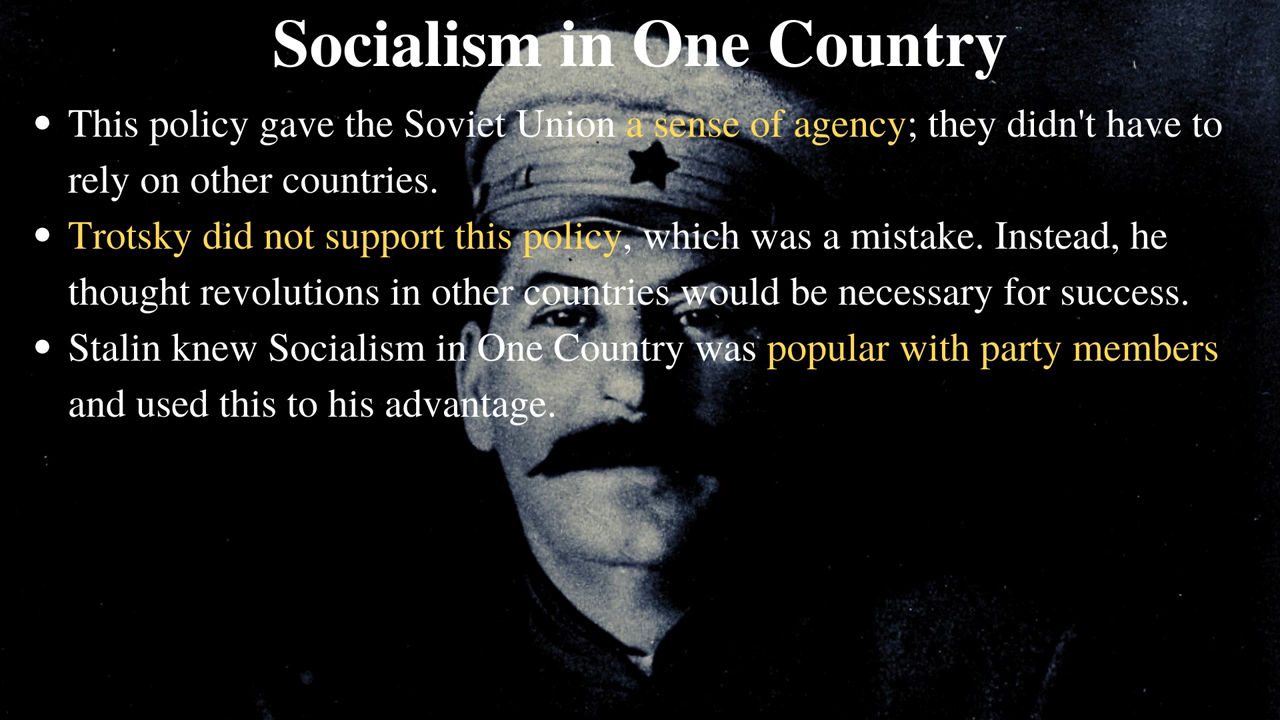 Socialism in One Country
• This policy gave the Soviet Union a sense of agency; they didn't have to
rely on other countries.
• Trotsky did not support this policy, which was a mistake. Instead, he
thought revolutions in other countries would be necessary for success.
• Stalin knew Socialism in One Country was popular with party members
and used this to his advantage.